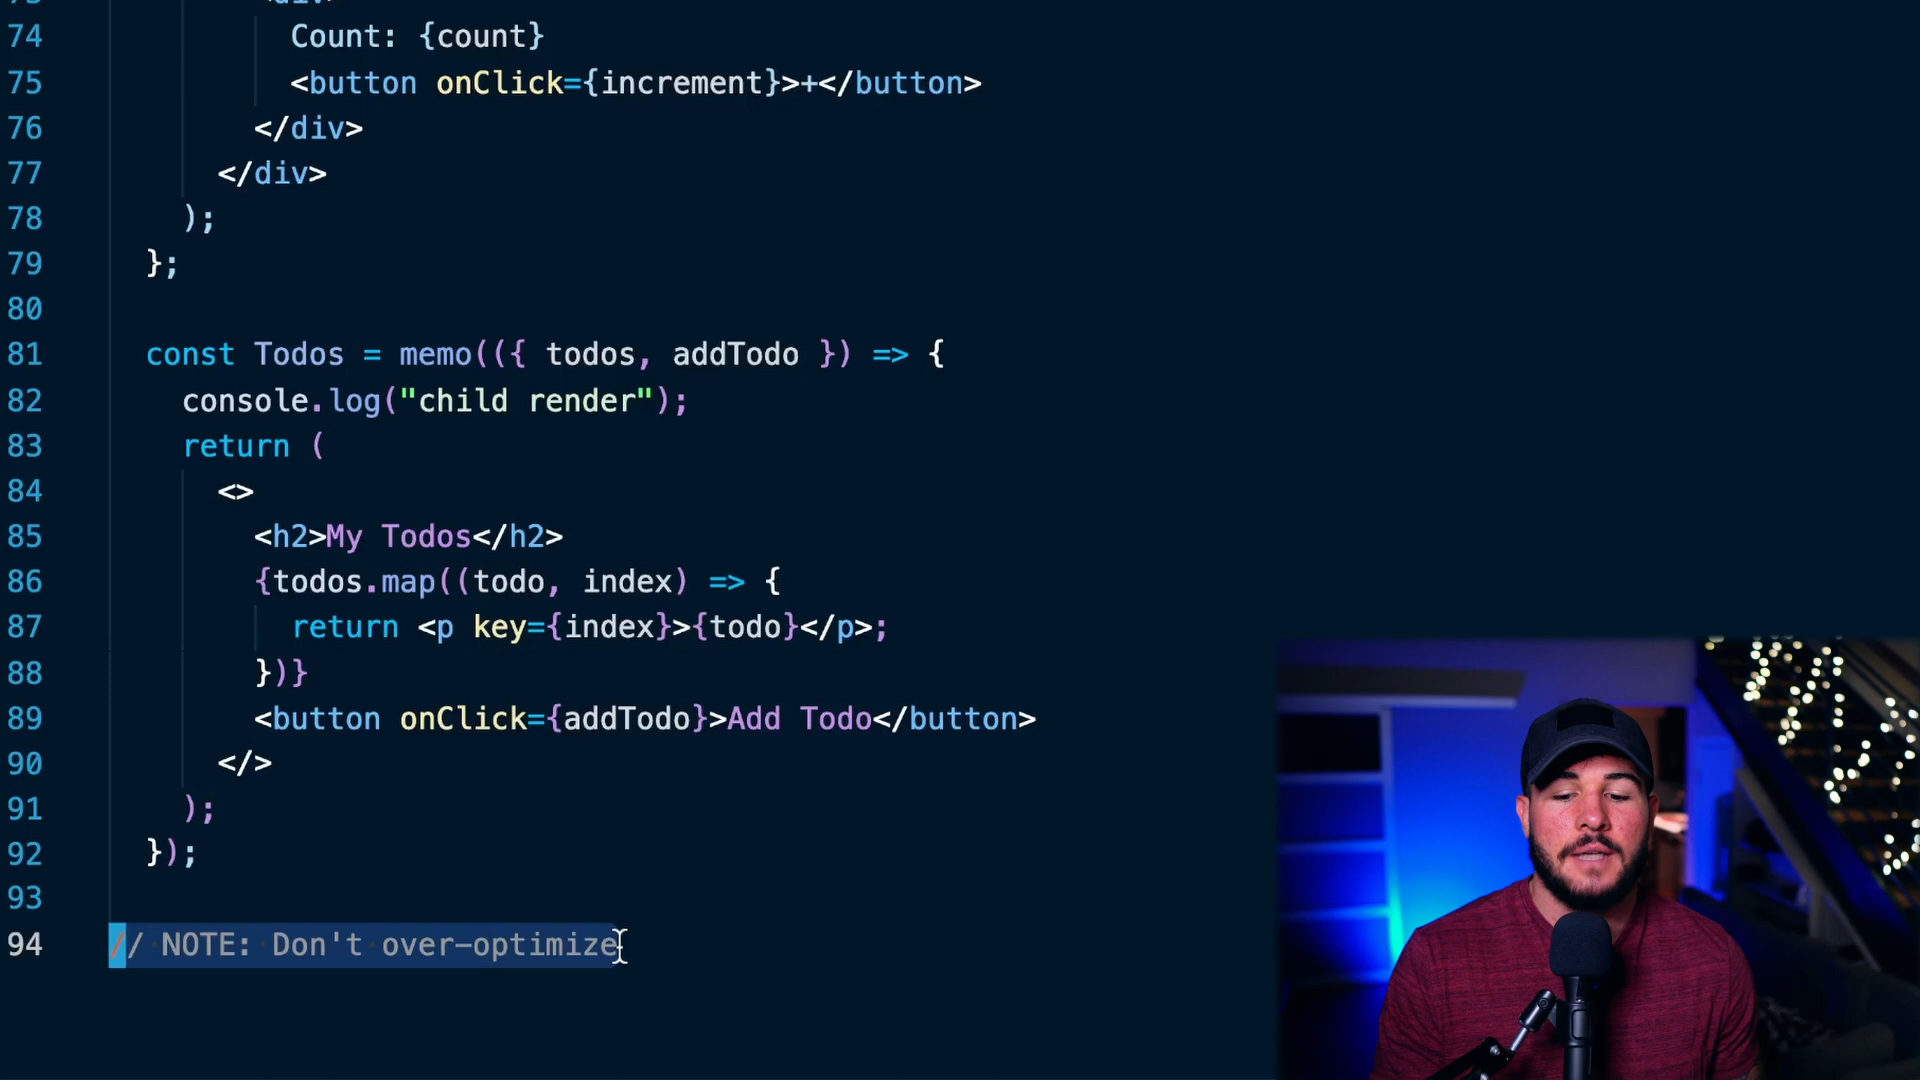 73 <div>
74 Count: {count}
75 <button onClick={increment}>+</button>
76 </div>
77 </div>
78 );
79 };
80
81 const Todos = memo(({ todos, addTodo }) => {
82 console.log("child render");
83 return (
84 <>
85 <h2>My Todos</h2>
86 {todos.map((todo, index) => {
87 return <p key={index}>{todo}</p>;
88 })}
89 <button onClick={addTodo}>Add Todo</button>
90 </>
91 );
92 });
93
94 // NOTE: Don't over-optimize